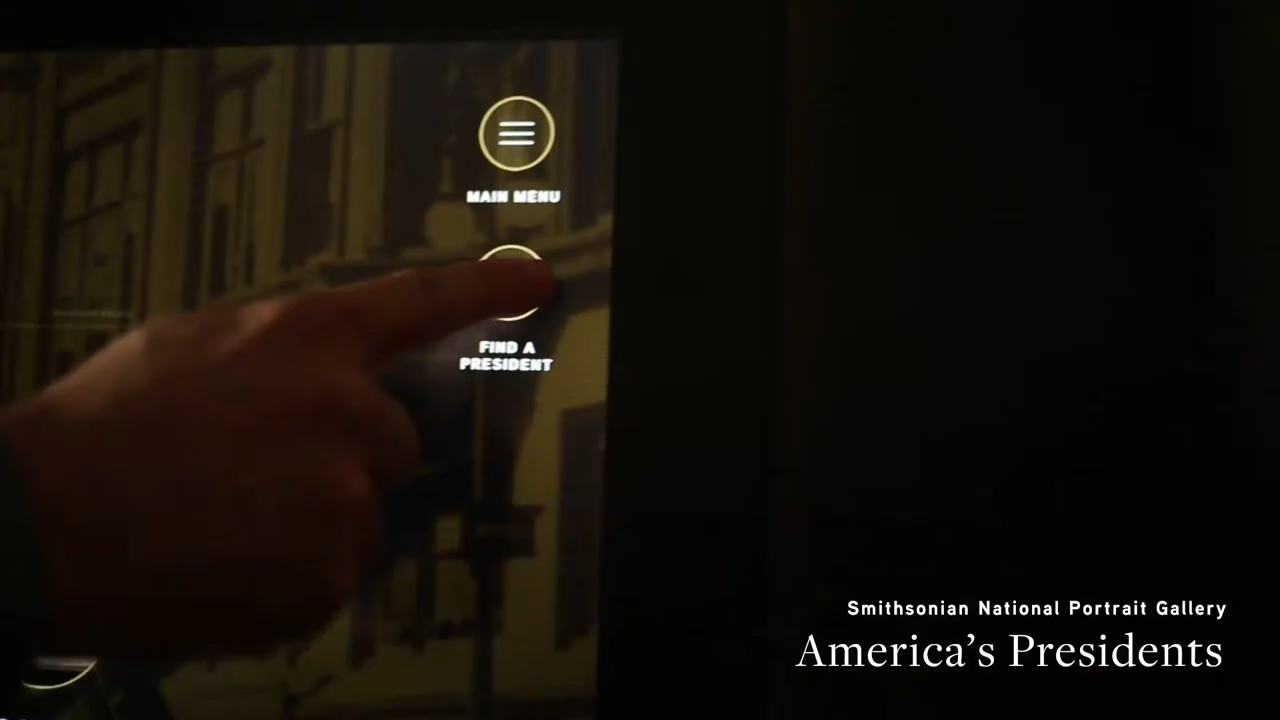 MAIN MENU
FIND A
PRESIDENT
Smithsonian National Portrait Gallery
America's Presidents